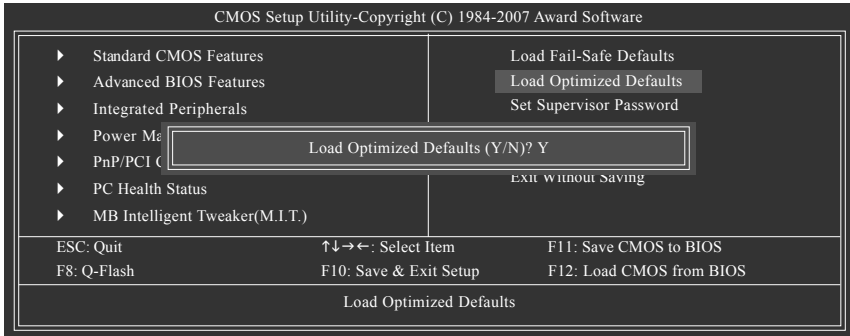 CMOS Setup Utility-Copyright (C) 1984-2007 Award Software
Standard CMOS Features
Advanced BIOS Features
Integrated Peripherals
Power Ma
PnP/PCI
PC Health Status
MB Intelligent Tweaker(M.I.T.)
Load Fail-Safe Defaults
Load Optimized Defaults
Set Supervisor Password
Exit Without Saving
Load Optimized Defaults (Y/N)? Y
ESC: Quit ↑↓→←: Select Item F11: Save CMOS to BIOS
F8: Q-Flash F10: Save & Exit Setup F12: Load CMOS from BIOS
Load Optimized Defaults